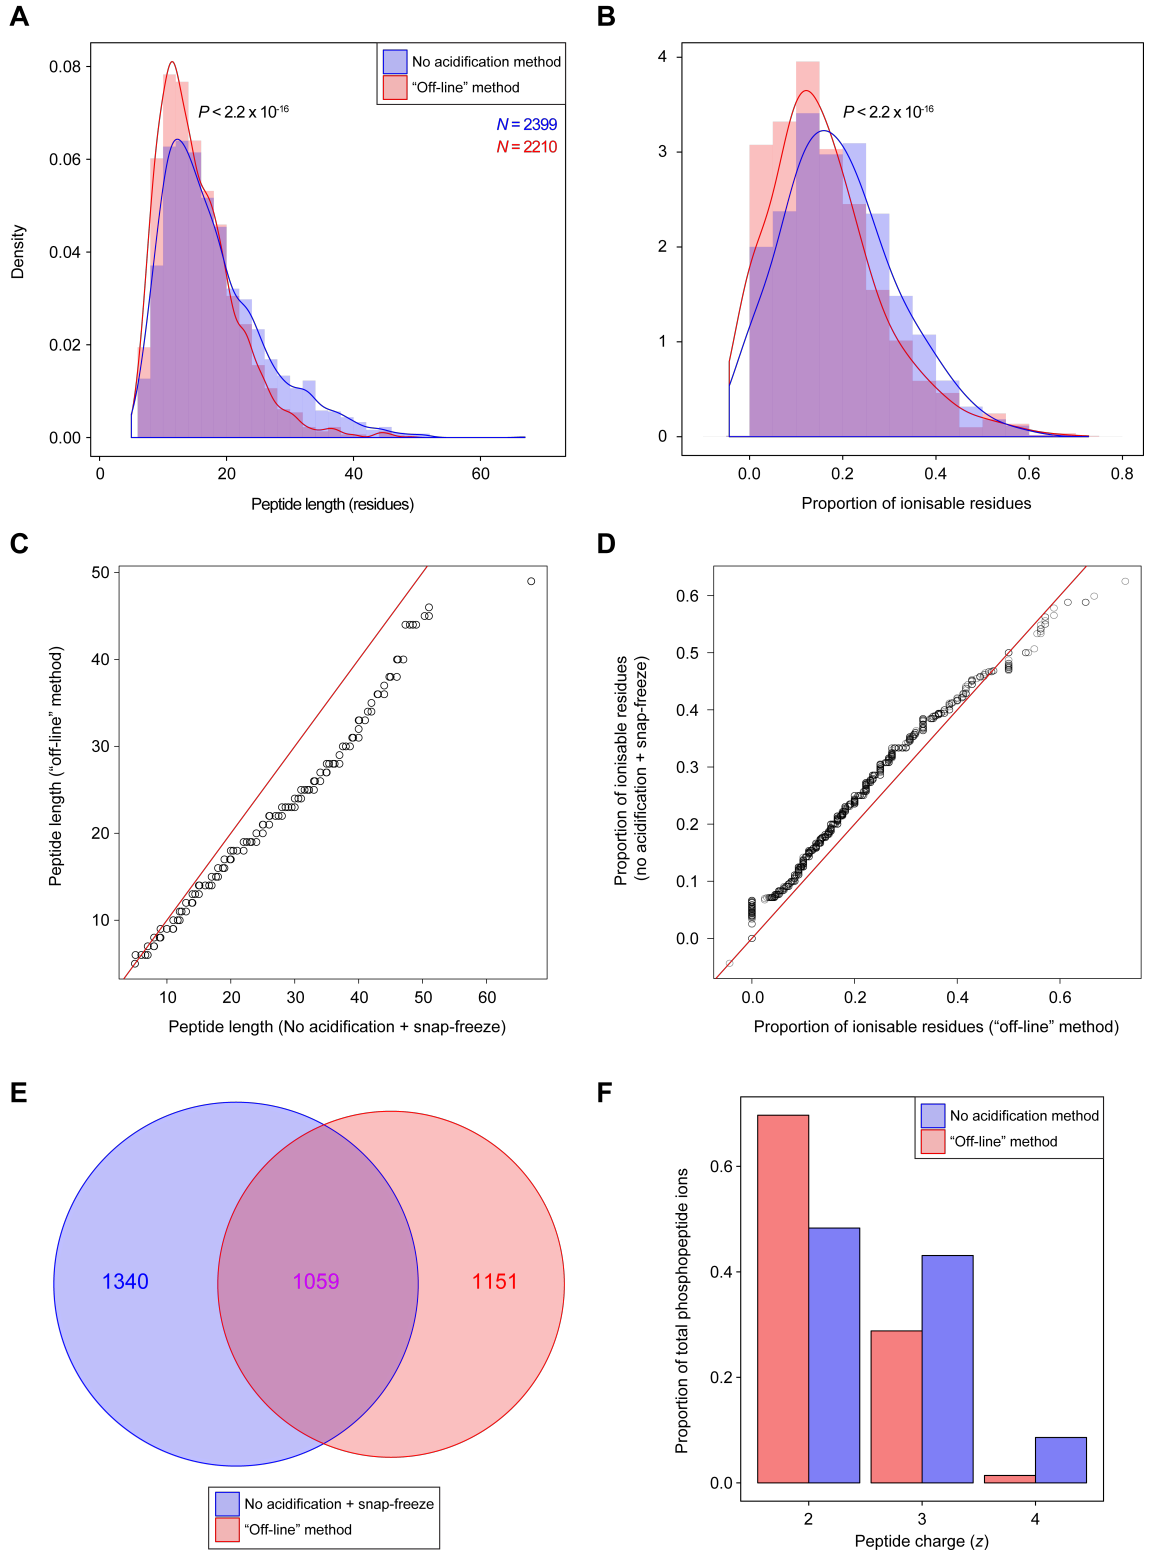 A
No acidification method
“Off-line” method
P < 2.2 x 10-16
N = 2399
N = 2210
0.08
0.06
0.04
0.02
0.00
Density
0 20 40 60
Peptide length (residues)
B
P < 2.2 x 10-16
4
3
2
1
0
0.0 0.2 0.4 0.6 0.8
Proportion of ionisable residues
C
50
40
30
20
10
Peptide length (“off-line” method)
10 20 30 40 50 60
Peptide length (No acidification + snap-freeze)
D
0.6
0.5
0.4
0.3
0.2
0.1
0.0
Proportion of ionisable residues
(no acidification + snap-freeze)
0.0 0.2 0.4 0.6
Proportion of ionisable residues (“off-line” method)
E
1340 1059 1151
No acidification + snap-freeze
“Off-line” method
F
No acidification method
“Off-line” method
0.6
0.4
0.2
0.0
Proportion of total phosphopeptide ions
2 3 4
Peptide charge (z)